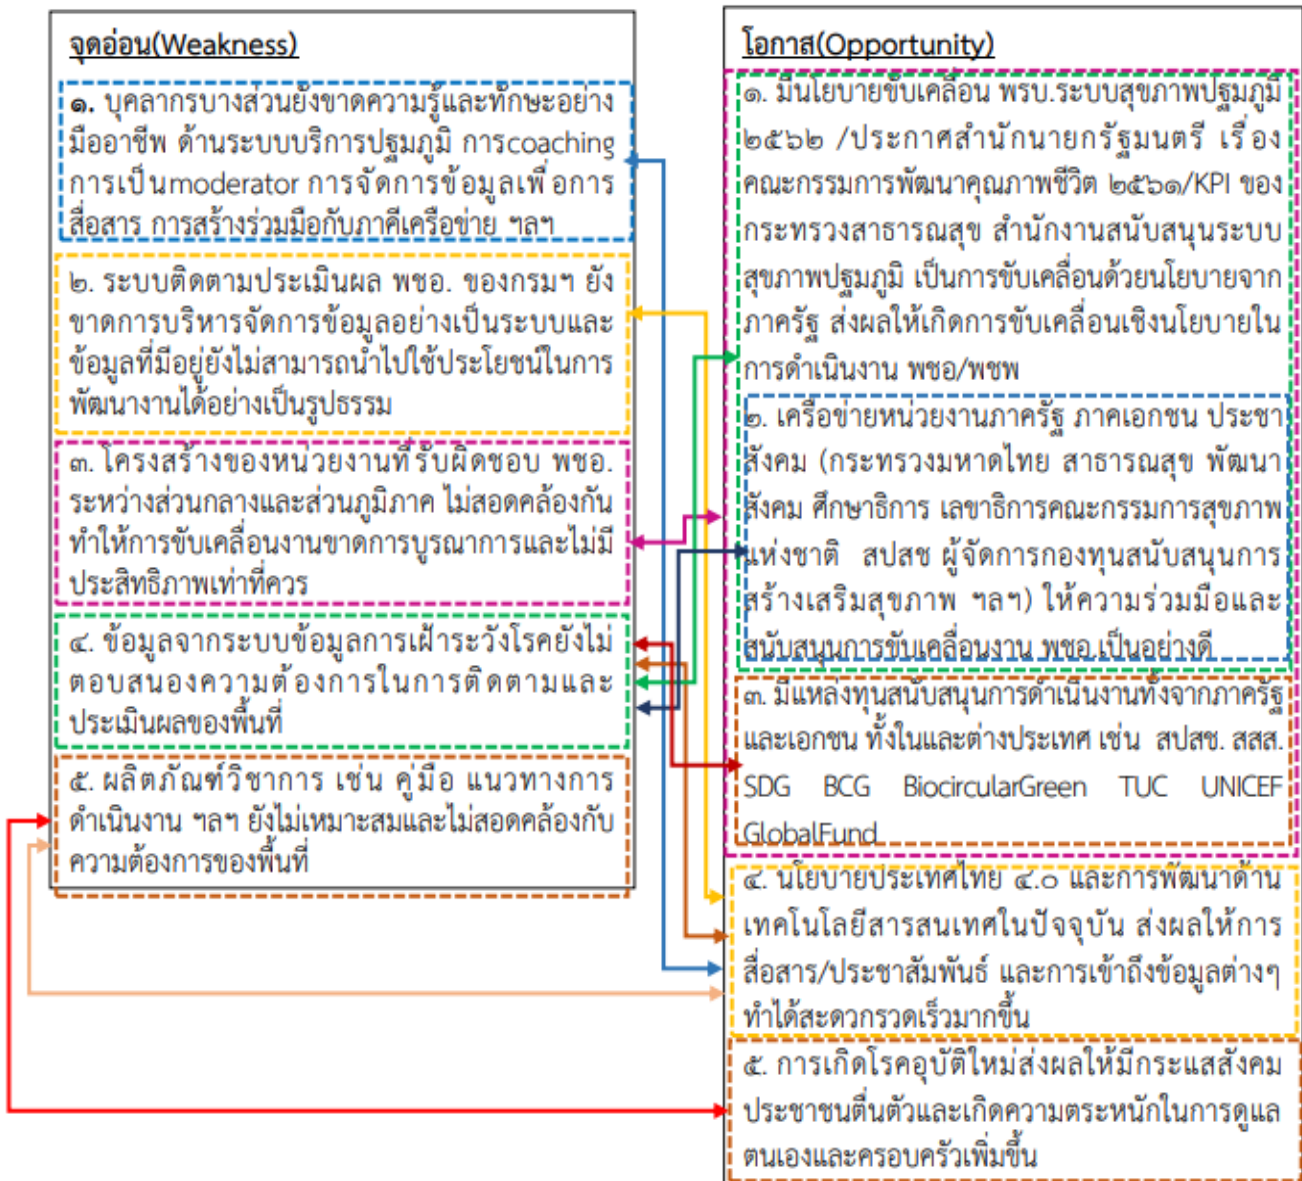 จุดอ่อน(Weakness)
๑. บุคลากรบางส่วนยังขาดความรู้และทักษะอย่าง
มืออาชีพ ด้านระบบบริการปฐมภูมิ การcoaching
การเป็นmoderator การจัดการข้อมูลเพื่อการ
สื่อสาร การสร้างร่วมมือกับภาคีเครือข่าย ฯลฯ
๒. ระบบติดตามประเมินผล พชอ. ของกรมฯ ยัง
ขาดการบริหารจัดการข้อมูลอย่างเป็นระบบและ
ข้อมูลที่มีอยู่ยังไม่สามารถนำไปใช้ประโยชน์ในการ
พัฒนางานได้อย่างเป็นรูปธรรม
๓. โครงสร้างของหน่วยงานที่รับผิดชอบ พชอ.
ระหว่างส่วนกลางและส่วนภูมิภาค ไม่สอดคล้องกัน
ทำให้การขับเคลื่อนงานขาดการบูรณาการและไม่มี
ประสิทธิภาพเท่าที่ควร
๔. ข้อมูลจากระบบข้อมูลการเฝ้าระวังโรคยังไม่
ตอบสนองความต้องการในการติดตามและ
ประเมินผลของพื้นที่
๕. ผลิตภัณฑ์วิชาการ เช่น คู่มือ แนวทางการ
ดำเนินงาน ฯลฯ ยังไม่เหมาะสมและไม่สอดคล้องกับ
ความต้องการของพื้นที่
โอกาส(Opportunity)
๑. มีนโยบายขับเคลื่อน พรบ.ระบบสุขภาพปฐมภูมิ
๒๕๖๒ /ประกาศสำนักนายกรัฐมนตรี เรื่อง
คณะกรรมการพัฒนาคุณภาพชีวิต ๒๕๖๑/KPI ของ
กระทรวงสาธารณสุข สำนักงานสนับสนุนระบบ
สุขภาพปฐมภูมิ เป็นการขับเคลื่อนด้วยนโยบายจาก
ภาครัฐ ส่งผลให้เกิดการขับเคลื่อนเชิงนโยบายใน
การดำเนินงาน พชอ/พชพ
๒. เครือข่ายหน่วยงานภาครัฐ ภาคเอกชน ประชา
สังคม (กระทรวงมหาดไทย สาธารณสุข พัฒนา
สังคม ศึกษาธิการ เลขาธิการคณะกรรมการสุขภาพ
แห่งชาติ สปสช ผู้จัดการกองทุนสนับสนุนการ
สร้างเสริมสุขภาพ ฯลฯ) ให้ความร่วมมือและ
สนับสนุนการขับเคลื่อนงาน พชอ.เป็นอย่างดี
๓. มีแหล่งทุนสนับสนุนการดำเนินงานทั้งจากภาครัฐ
และเอกชน ทั้งในและต่างประเทศ เช่น สปสช. สสส.
SDG BCG BiocircularGreen TUC UNICEF
GlobalFund
๔. นโยบายประเทศไทย ๔.๐ และการพัฒนาด้าน
เทคโนโลยีสารสนเทศในปัจจุบัน ส่งผลให้การ
สื่อสาร/ประชาสัมพันธ์ และการเข้าถึงข้อมูลต่างๆ
ทำได้สะดวกรวดเร็วมากขึ้น
๕. การเกิดโรคอุบัติใหม่ส่งผลให้มีกระแสสังคม
ประชาชนตื่นตัวและเกิดความตระหนักในการดูแล
ตนเองและครอบครัวเพิ่มขึ้น